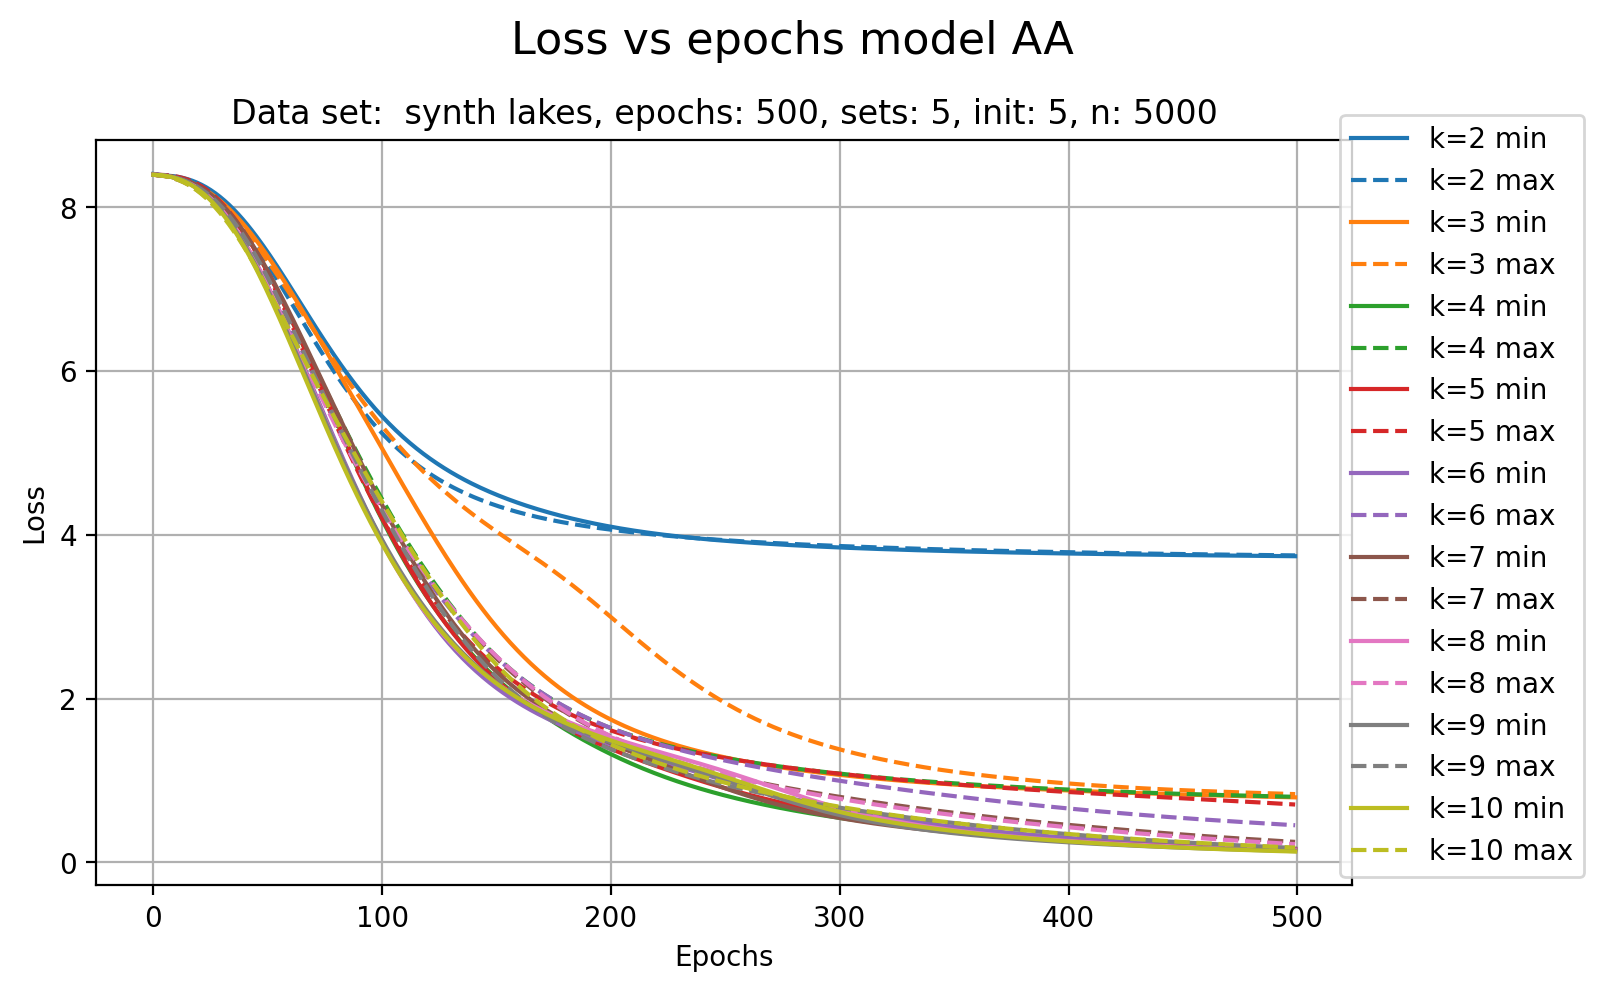 Loss vs epochs model AA
Data set:  synth lakes, epochs: 500, sets: 5, init: 5, n: 5000
k=2 min
k=2 max
k=3 min
k=3 max
k=4 min
k=4 max
k=5 min
k=5 max
k=6 min
k=6 max
k=7 min
k=7 max
k=8 min
k=8 max
k=9 min
k=9 max
k=10 min
k=10 max
Loss
8
6
4
2
0
0 100 200 300 400 500
Epochs